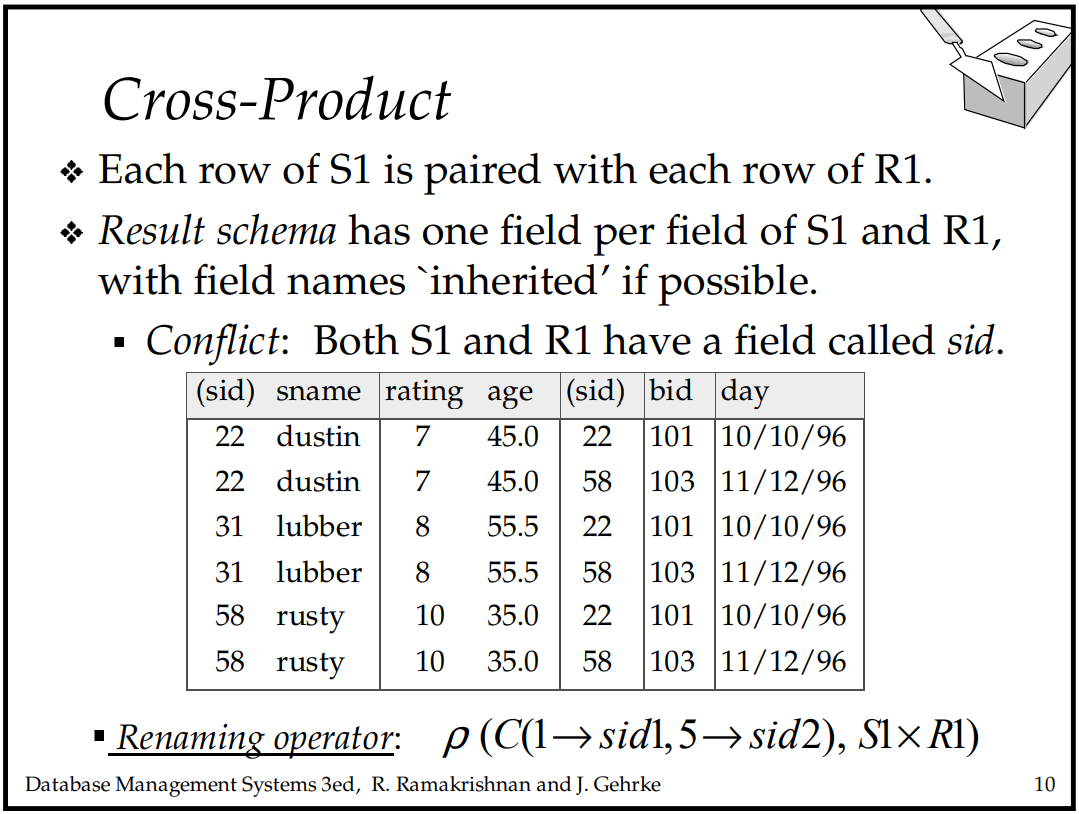 Cross-Product
❖ Each row of S1 is paired with each row of R1.
❖ Result schema has one field per field of S1 and R1,
with field names `inherited’ if possible.
▪ Conflict: Both S1 and R1 have a field called sid.
(sid) sname rating age (sid) bid day
22 dustin 7 45.0 22 101 10/10/96
22 dustin 7 45.0 58 103 11/12/96
31 lubber 8 55.5 22 101 10/10/96
31 lubber 8 55.5 58 103 11/12/96
58 rusty 10 35.0 22 101 10/10/96
58 rusty 10 35.0 58 103 11/12/96
▪ Renaming operator: ρ (C(1→sid1,5→sid2), S1×R1)
Database Management Systems 3ed, R. Ramakrishnan and J. Gehrke 10